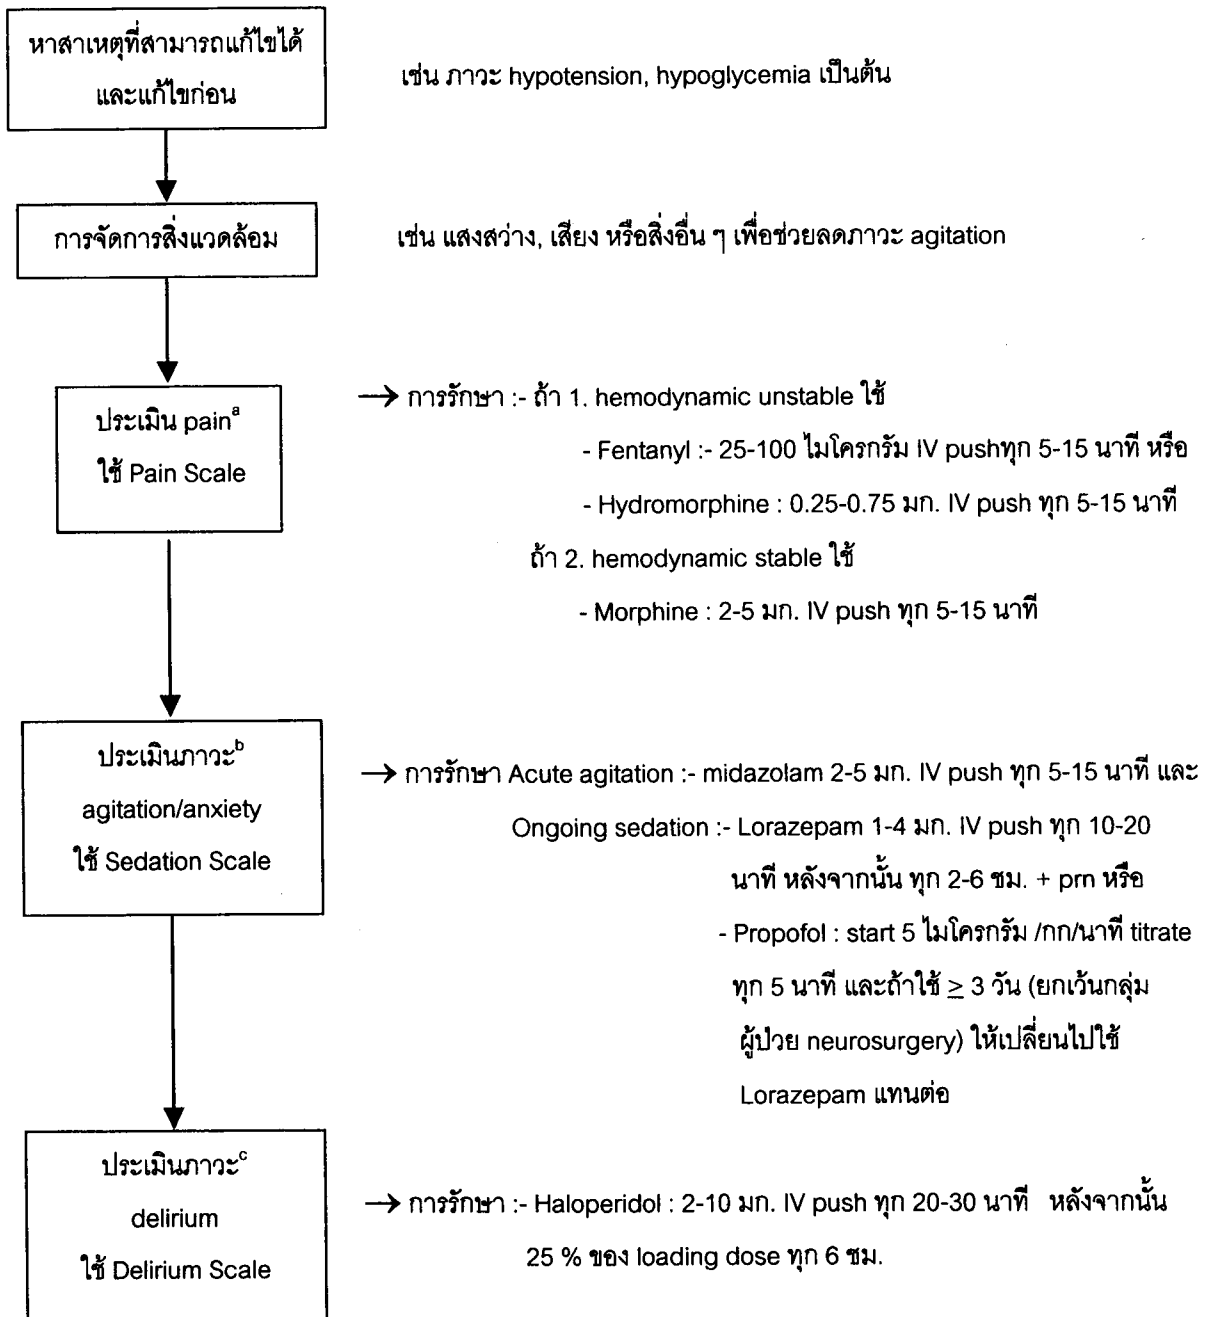 หาสาเหตุที่สามารถแก้ไขได้
และแก้ไขก่อน
เช่น ภาวะ hypotension, hypoglycemia เป็นต้น
การจัดการสิ่งแวดล้อม
เช่น แสงสว่าง, เสียง หรือสิ่งอื่น ๆ เพื่อช่วยลดภาวะ agitation
ประเมิน painᵃ
ใช้ Pain Scale
→ การรักษา :- ถ้า 1. hemodynamic unstable ใช้
- Fentanyl :- 25-100 ไมโครกรัม IV pushทุก 5-15 นาที หรือ
- Hydromorphine : 0.25-0.75 มก. IV push ทุก 5-15 นาที
ถ้า 2. hemodynamic stable ใช้
- Morphine : 2-5 มก. IV push ทุก 5-15 นาที
ประเมินภาวะᵇ
agitation/anxiety
ใช้ Sedation Scale
→ การรักษา Acute agitation :- midazolam 2-5 มก. IV push ทุก 5-15 นาที และ
Ongoing sedation :- Lorazepam 1-4 มก. IV push ทุก 10-20
นาที หลังจากนั้น ทุก 2-6 ชม. + prn หรือ
- Propofol : start 5 ไมโครกรัม /กก/นาที titrate
ทุก 5 นาที และถ้าใช้ ≥ 3 วัน (ยกเว้นกลุ่ม
ผู้ป่วย neurosurgery) ให้เปลี่ยนไปใช้
Lorazepam แทนต่อ
ประเมินภาวะᶜ
delirium
ใช้ Delirium Scale
→ การรักษา :- Haloperidol : 2-10 มก. IV push ทุก 20-30 นาที หลังจากนั้น
25 % ของ loading dose ทุก 6 ชม.